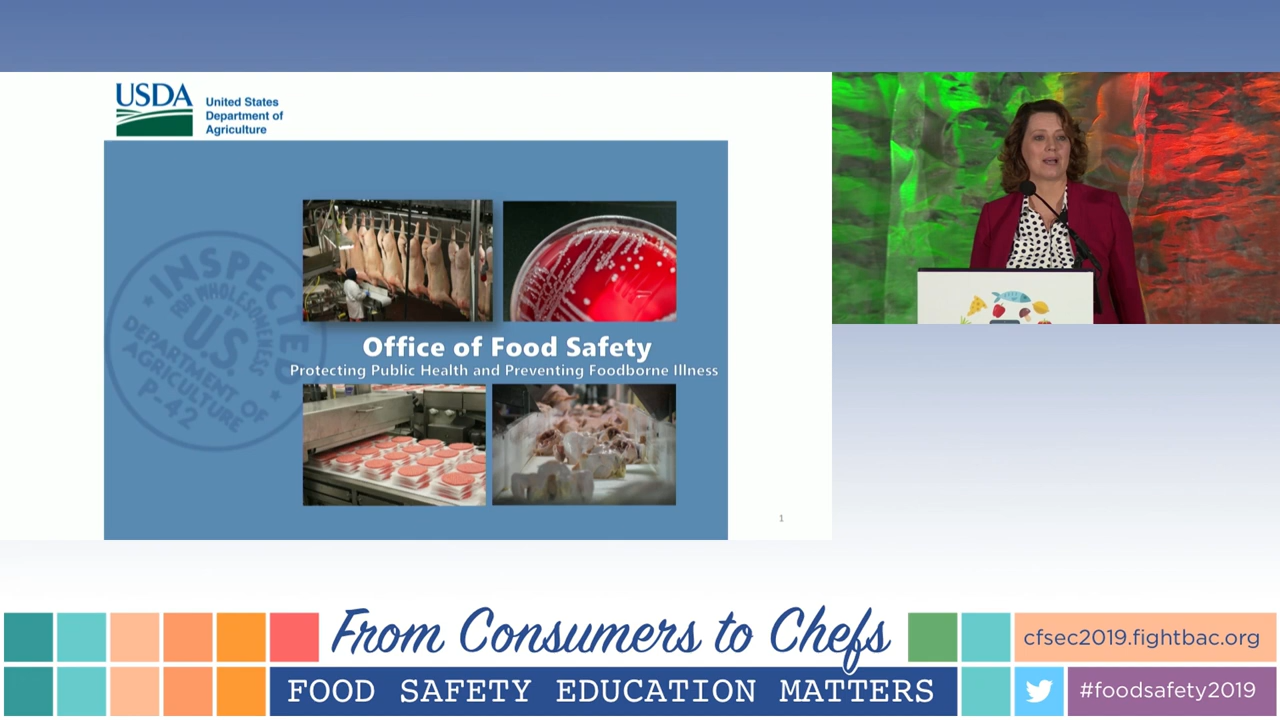 USDA
United States
Department of
Agriculture
INSPECTED
FOR WHOLESOMENESS
BY
U.S.
DEPARTMENT OF
AGRICULTURE
P-42
Office of Food Safety
Protecting Public Health and Preventing Foodborne Illness
1
From Consumers to Chefs
cfsec2019.fightbac.org
FOOD SAFETY EDUCATION MATTERS
#foodsafety2019